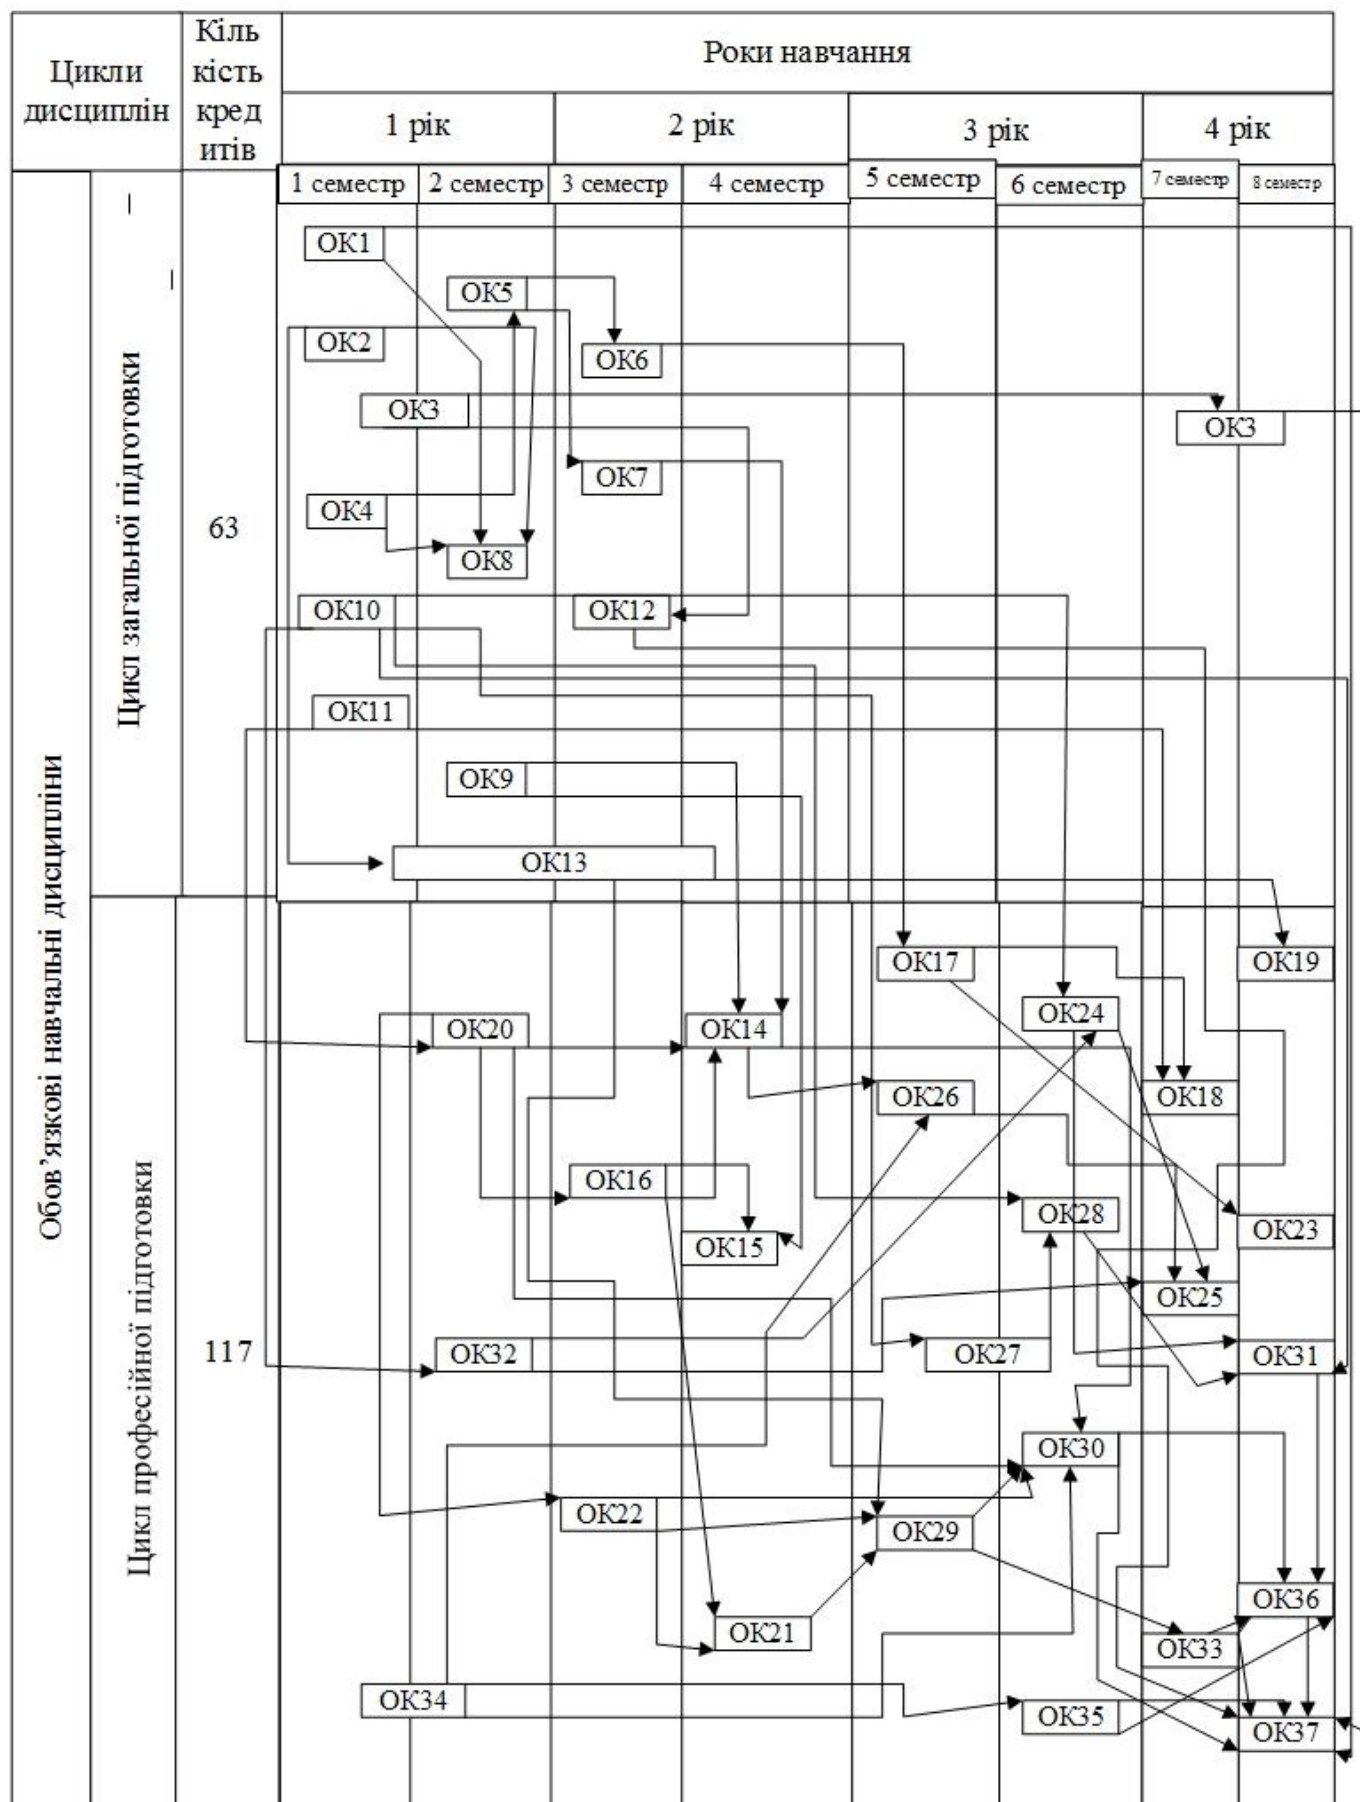 Цикли
дисциплін
Кіль
кість
кред
итів
Роки навчання
1 рік
2 рік
3 рік
4 рік
1 семестр
2 семестр
3 семестр
4 семестр
5 семестр
6 семестр
7 семестр
8 семестр
Обов’язкові навчальні дисципліни
Цикл загальної підготовки
63
ОК1
ОК5
ОК2
ОК6
ОК3
ОК3
ОК7
ОК4
ОК8
ОК10
ОК12
ОК11
ОК9
ОК13
Цикл професійної підготовки
117
ОК17
ОК19
ОК24
ОК20
ОК14
ОК26
ОК18
ОК16
ОК28
ОК23
ОК15
ОК25
ОК32
ОК27
ОК31
ОК30
ОК22
ОК29
ОК36
ОК21
ОК33
ОК34
ОК35
ОК37